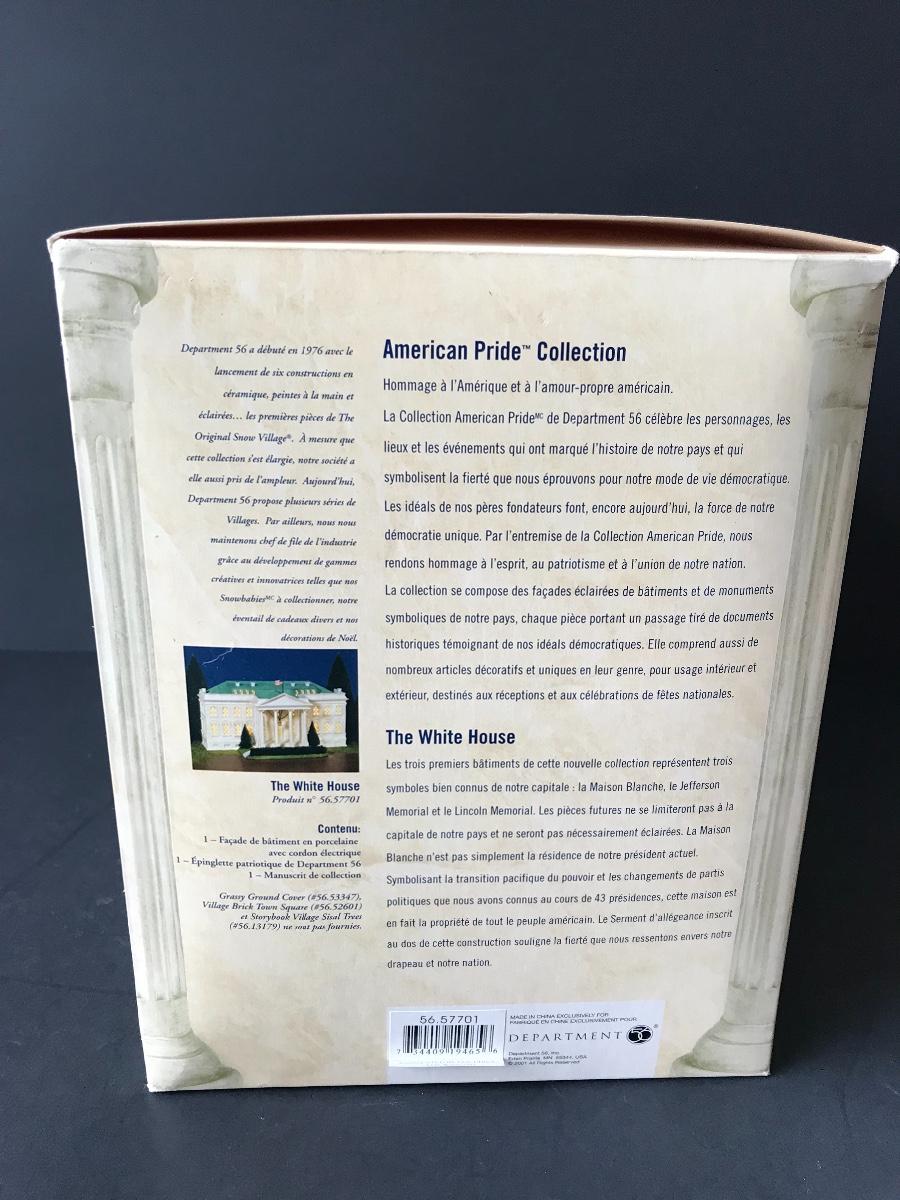 Department 56 a débuté en 1976 avec le
lancement de six constructions en
céramique, peintes à la main et
éclairées... les premières pièces de The
Original Snow Village®. À mesure que
cette collection s'est élargie, notre société a
elle aussi pris de l'ampleur. Aujourd'hui,
Department 56 propose plusieurs séries de
Villages. Par ailleurs, nous nous
maintenons chef de file de l'industrie
grâce au développement de gammes
créatives et innovatrices telles que nos
Snowbabiesᴹᶜ à collectionner, notre
éventail de cadeaux divers et nos
décorations de Noël.
The White House
Produit n° 56.57701
Contenu:
1 – Façade de bâtiment en porcelaine
avec cordon électrique
1 – Épinglette patriotique de Department 56
1 – Manuscrit de collection
Grassy Ground Cover (#56.53347),
Village Brick Town Square (#56.52601)
et Storybook Village Sisal Trees
(#56.13179) ne sont pas fournies.
American Pride™ Collection
Hommage à l'Amérique et à l'amour-propre américain.
La Collection American Prideᴹᶜ de Department 56 célèbre les personnages, les
lieux et les événements qui ont marqué l'histoire de notre pays et qui
symbolisent la fierté que nous éprouvons pour notre mode de vie démocratique.
Les idéals de nos pères fondateurs font, encore aujourd'hui, la force de notre
démocratie unique. Par l'entremise de la Collection American Pride, nous
rendons hommage à l'esprit, au patriotisme et à l'union de notre nation.
La collection se compose des façades éclairées de bâtiments et de monuments
symboliques de notre pays, chaque pièce portant un passage tiré de documents
historiques témoignant de nos idéals démocratiques. Elle comprend aussi de
nombreux articles décoratifs et uniques en leur genre, pour usage intérieur et
extérieur, destinés aux réceptions et aux célébrations de fêtes nationales.
The White House
Les trois premiers bâtiments de cette nouvelle collection représentent trois
symboles bien connus de notre capitale : la Maison Blanche, le Jefferson
Memorial et le Lincoln Memorial. Les pièces futures ne se limiteront pas à la
capitale de notre pays et ne seront pas nécessairement éclairées. La Maison
Blanche n'est pas simplement la résidence de notre président actuel.
Symbolisant la transition pacifique du pouvoir et les changements de partis
politiques que nous avons connus au cours de 43 présidences, cette maison est
en fait la propriété de tout le peuple américain. Le Serment d'allégeance inscrit
au dos de cette construction souligne la fierté que nous ressentons envers notre
drapeau et notre nation.
56.57701
7 34409 19465 6
MADE IN CHINA EXCLUSIVELY FOR
FABRIQUÉ EN CHINE EXCLUSIVEMENT POUR
DEPARTMENT 56®
Department 56, Inc.
Eden Prairie, MN 55344, USA
© 2001 All Rights Reserved